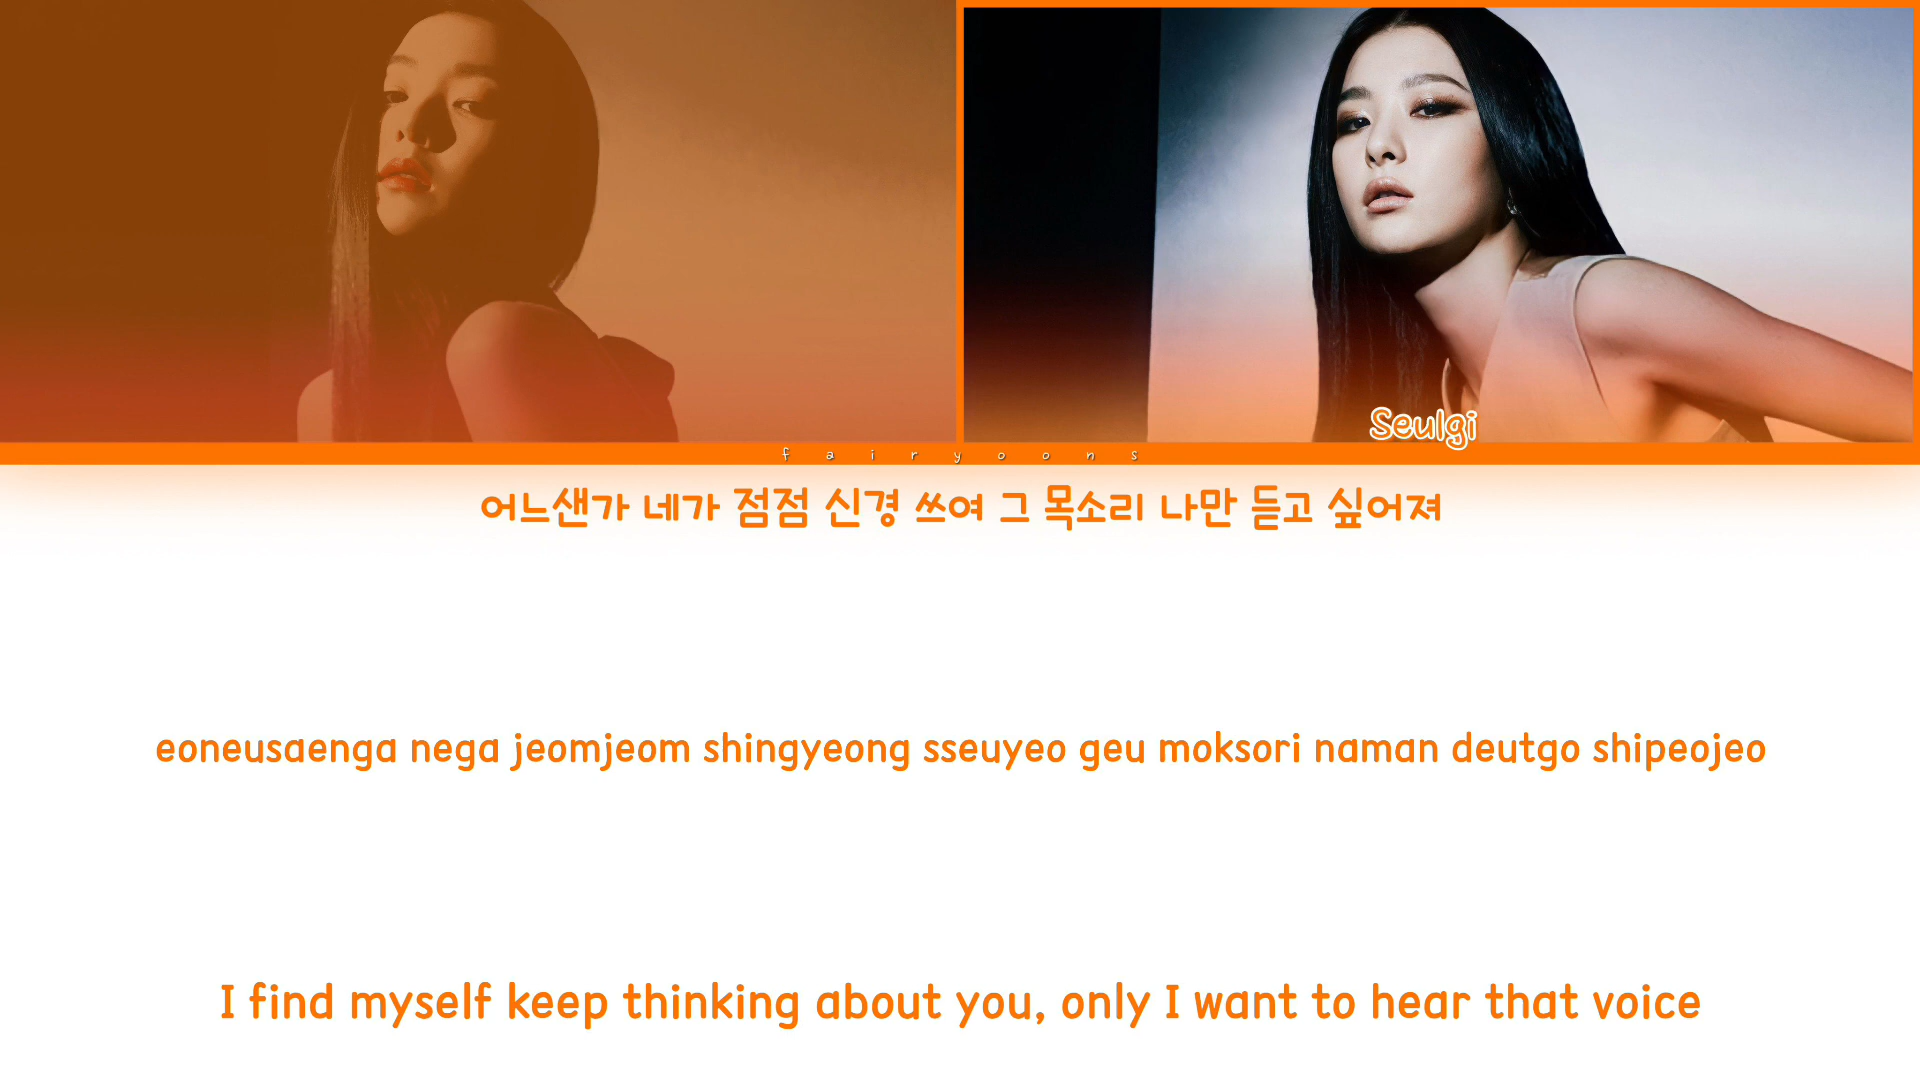 Seulgi
fairyoons
어느샌가 네가 점점 신경 쓰여 그 목소리 나만 듣고 싶어져
eoneusaenga nega jeomjeom shingyeong sseuyeo geu moksori naman deutgo shipeojeo
I find myself keep thinking about you, only I want to hear that voice